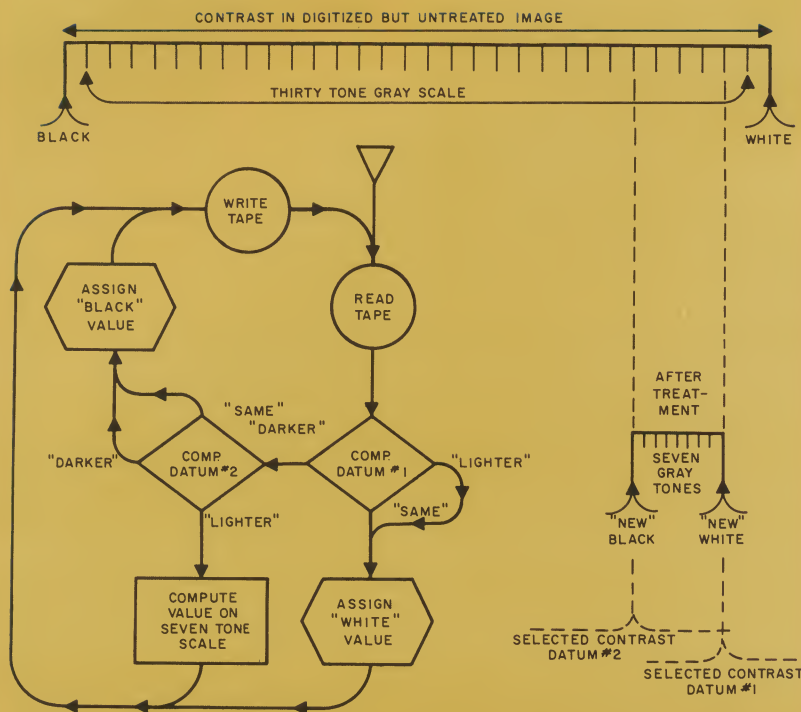 CONTRAST IN DIGITIZED BUT UNTREATED IMAGE
THIRTY TONE GRAY SCALE
BLACK
WHITE
WRITE
TAPE
ASSIGN
"BLACK"
VALUE
READ
TAPE
"SAME"
"DARKER"
"DARKER"
COMP.
DATUM #2
COMP.
DATUM #1
"LIGHTER"
"SAME"
"LIGHTER"
COMPUTE
VALUE ON
SEVEN TONE
SCALE
ASSIGN
"WHITE"
VALUE
AFTER
TREAT-
MENT
SEVEN
GRAY
TONES
"NEW"
BLACK
"NEW"
WHITE
SELECTED CONTRAST
DATUM #2
SELECTED CONTRAST
DATUM #1